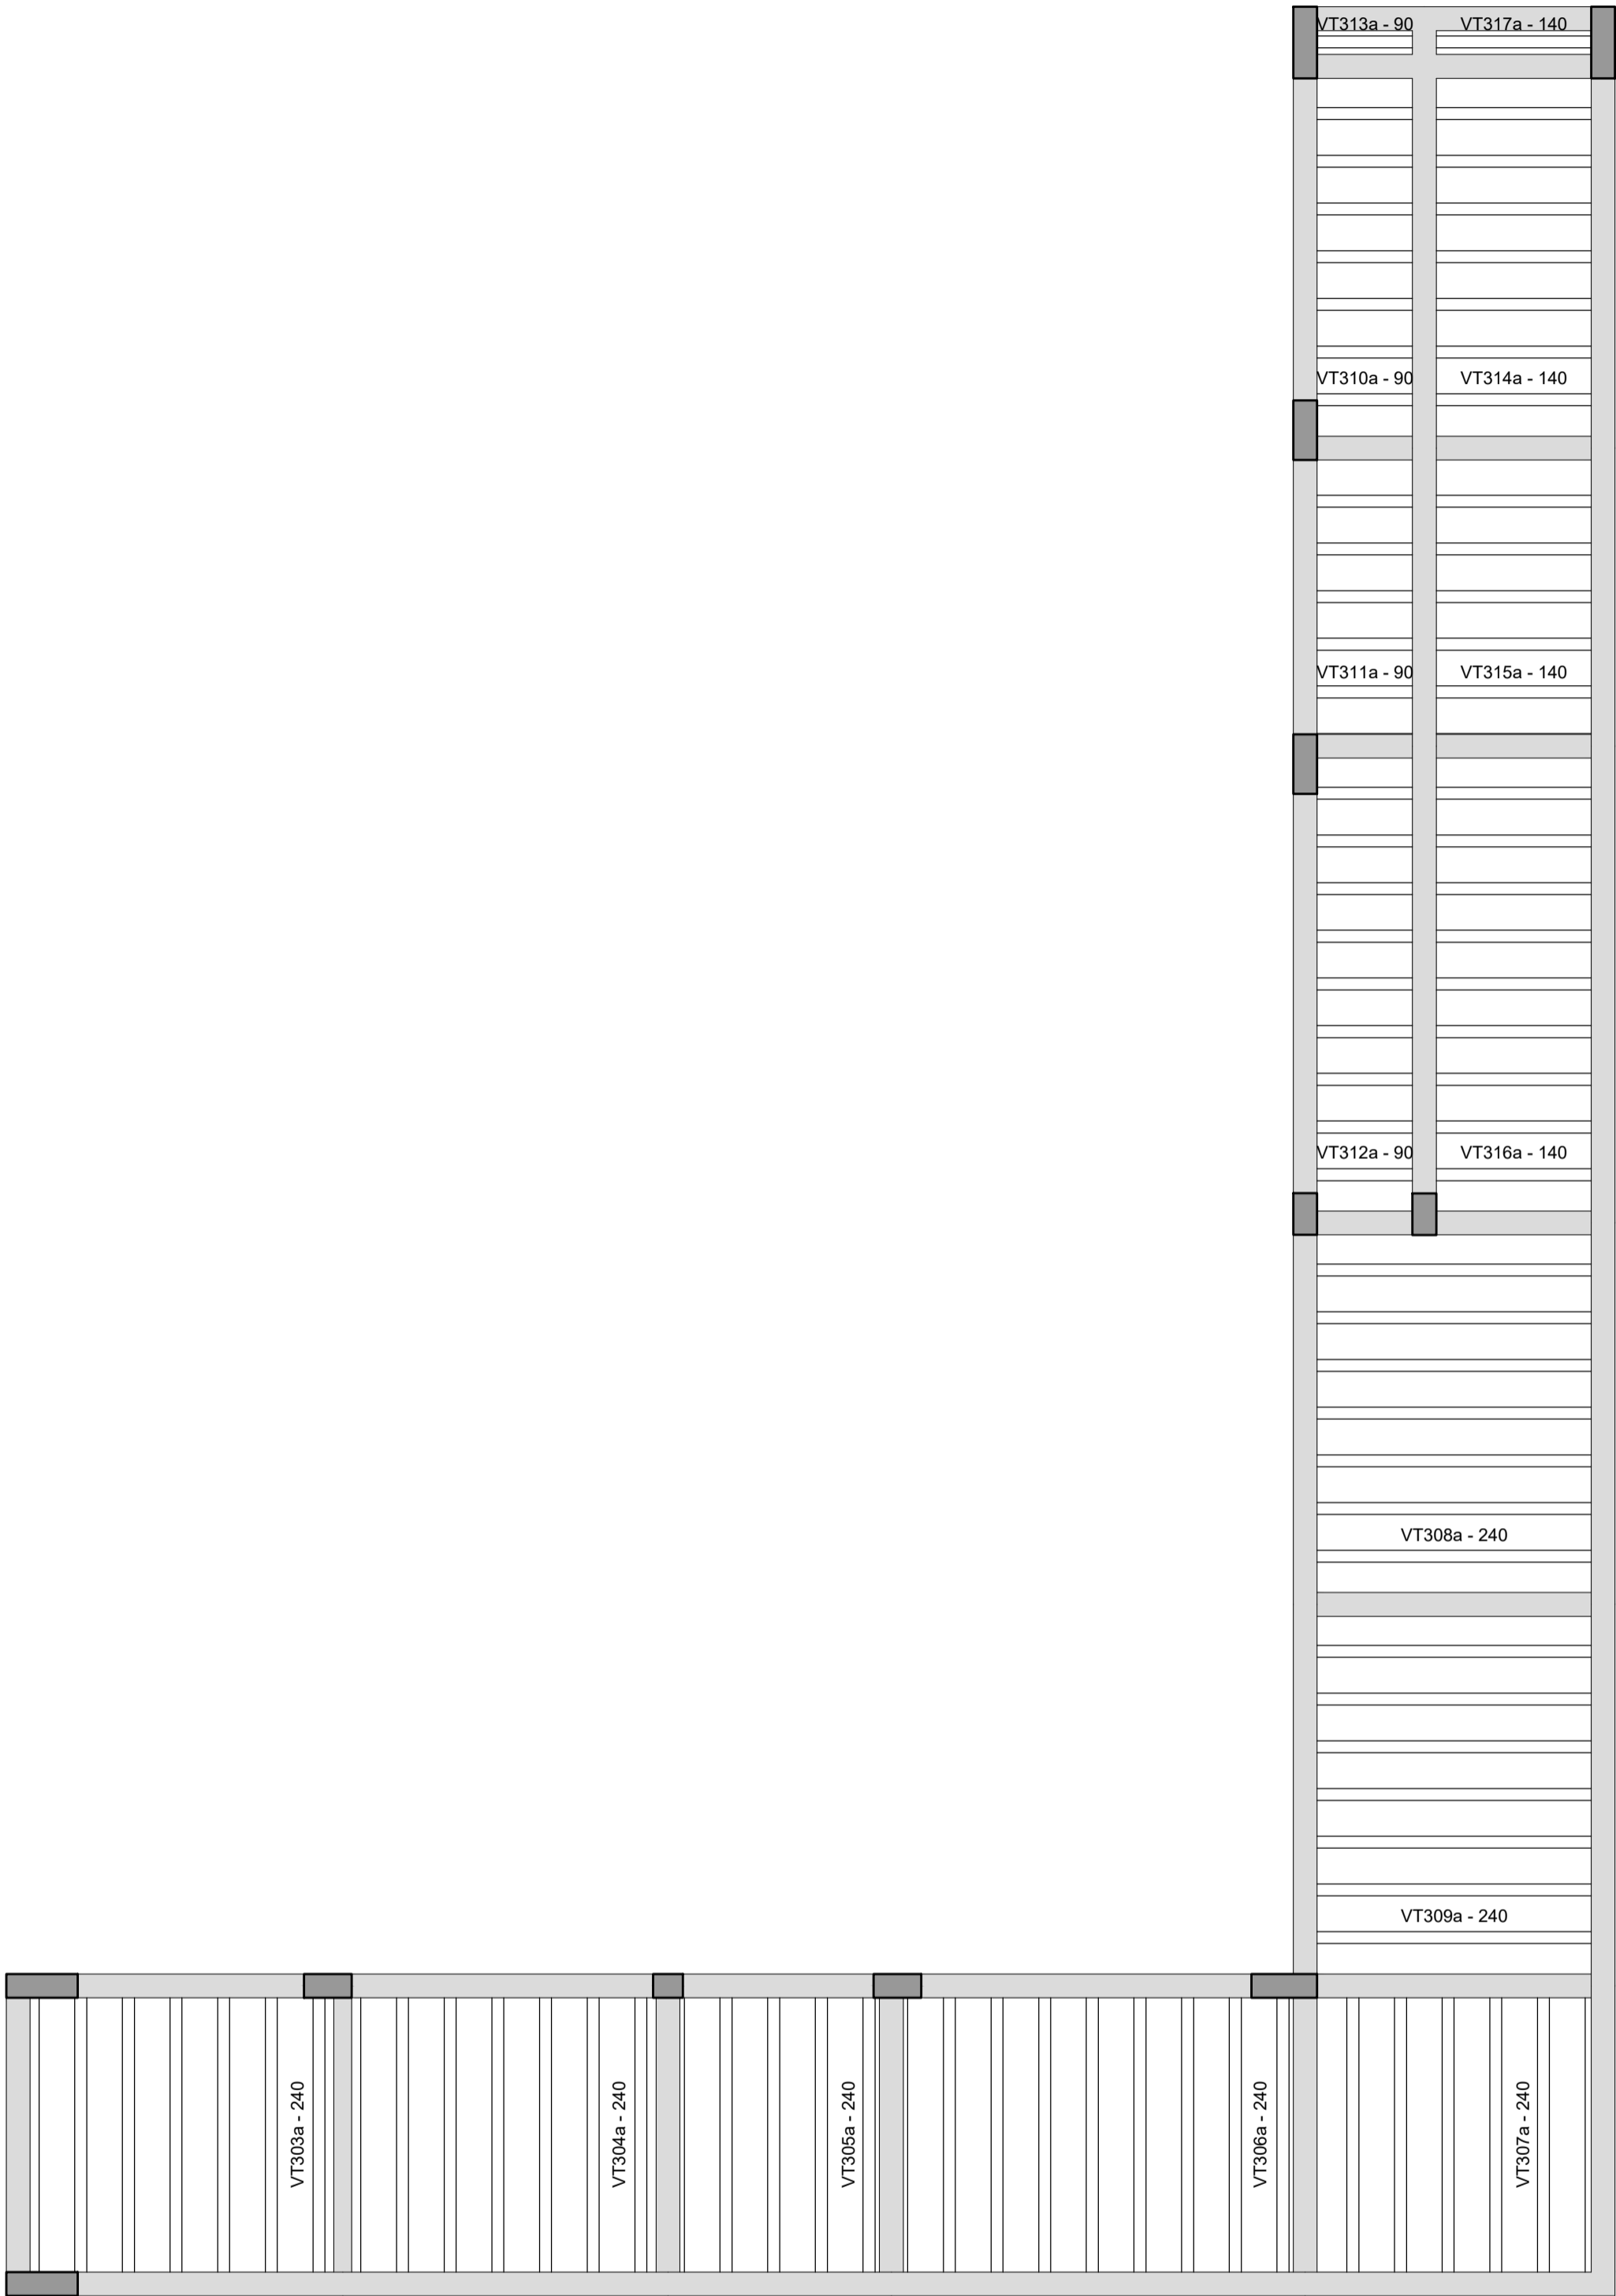 VT313a - 90
VT317a - 140
VT310a - 90
VT314a - 140
VT311a - 90
VT315a - 140
VT312a - 90
VT316a - 140
VT308a - 240
VT309a - 240
VT303a - 240
VT304a - 240
VT305a - 240
VT306a - 240
VT307a - 240